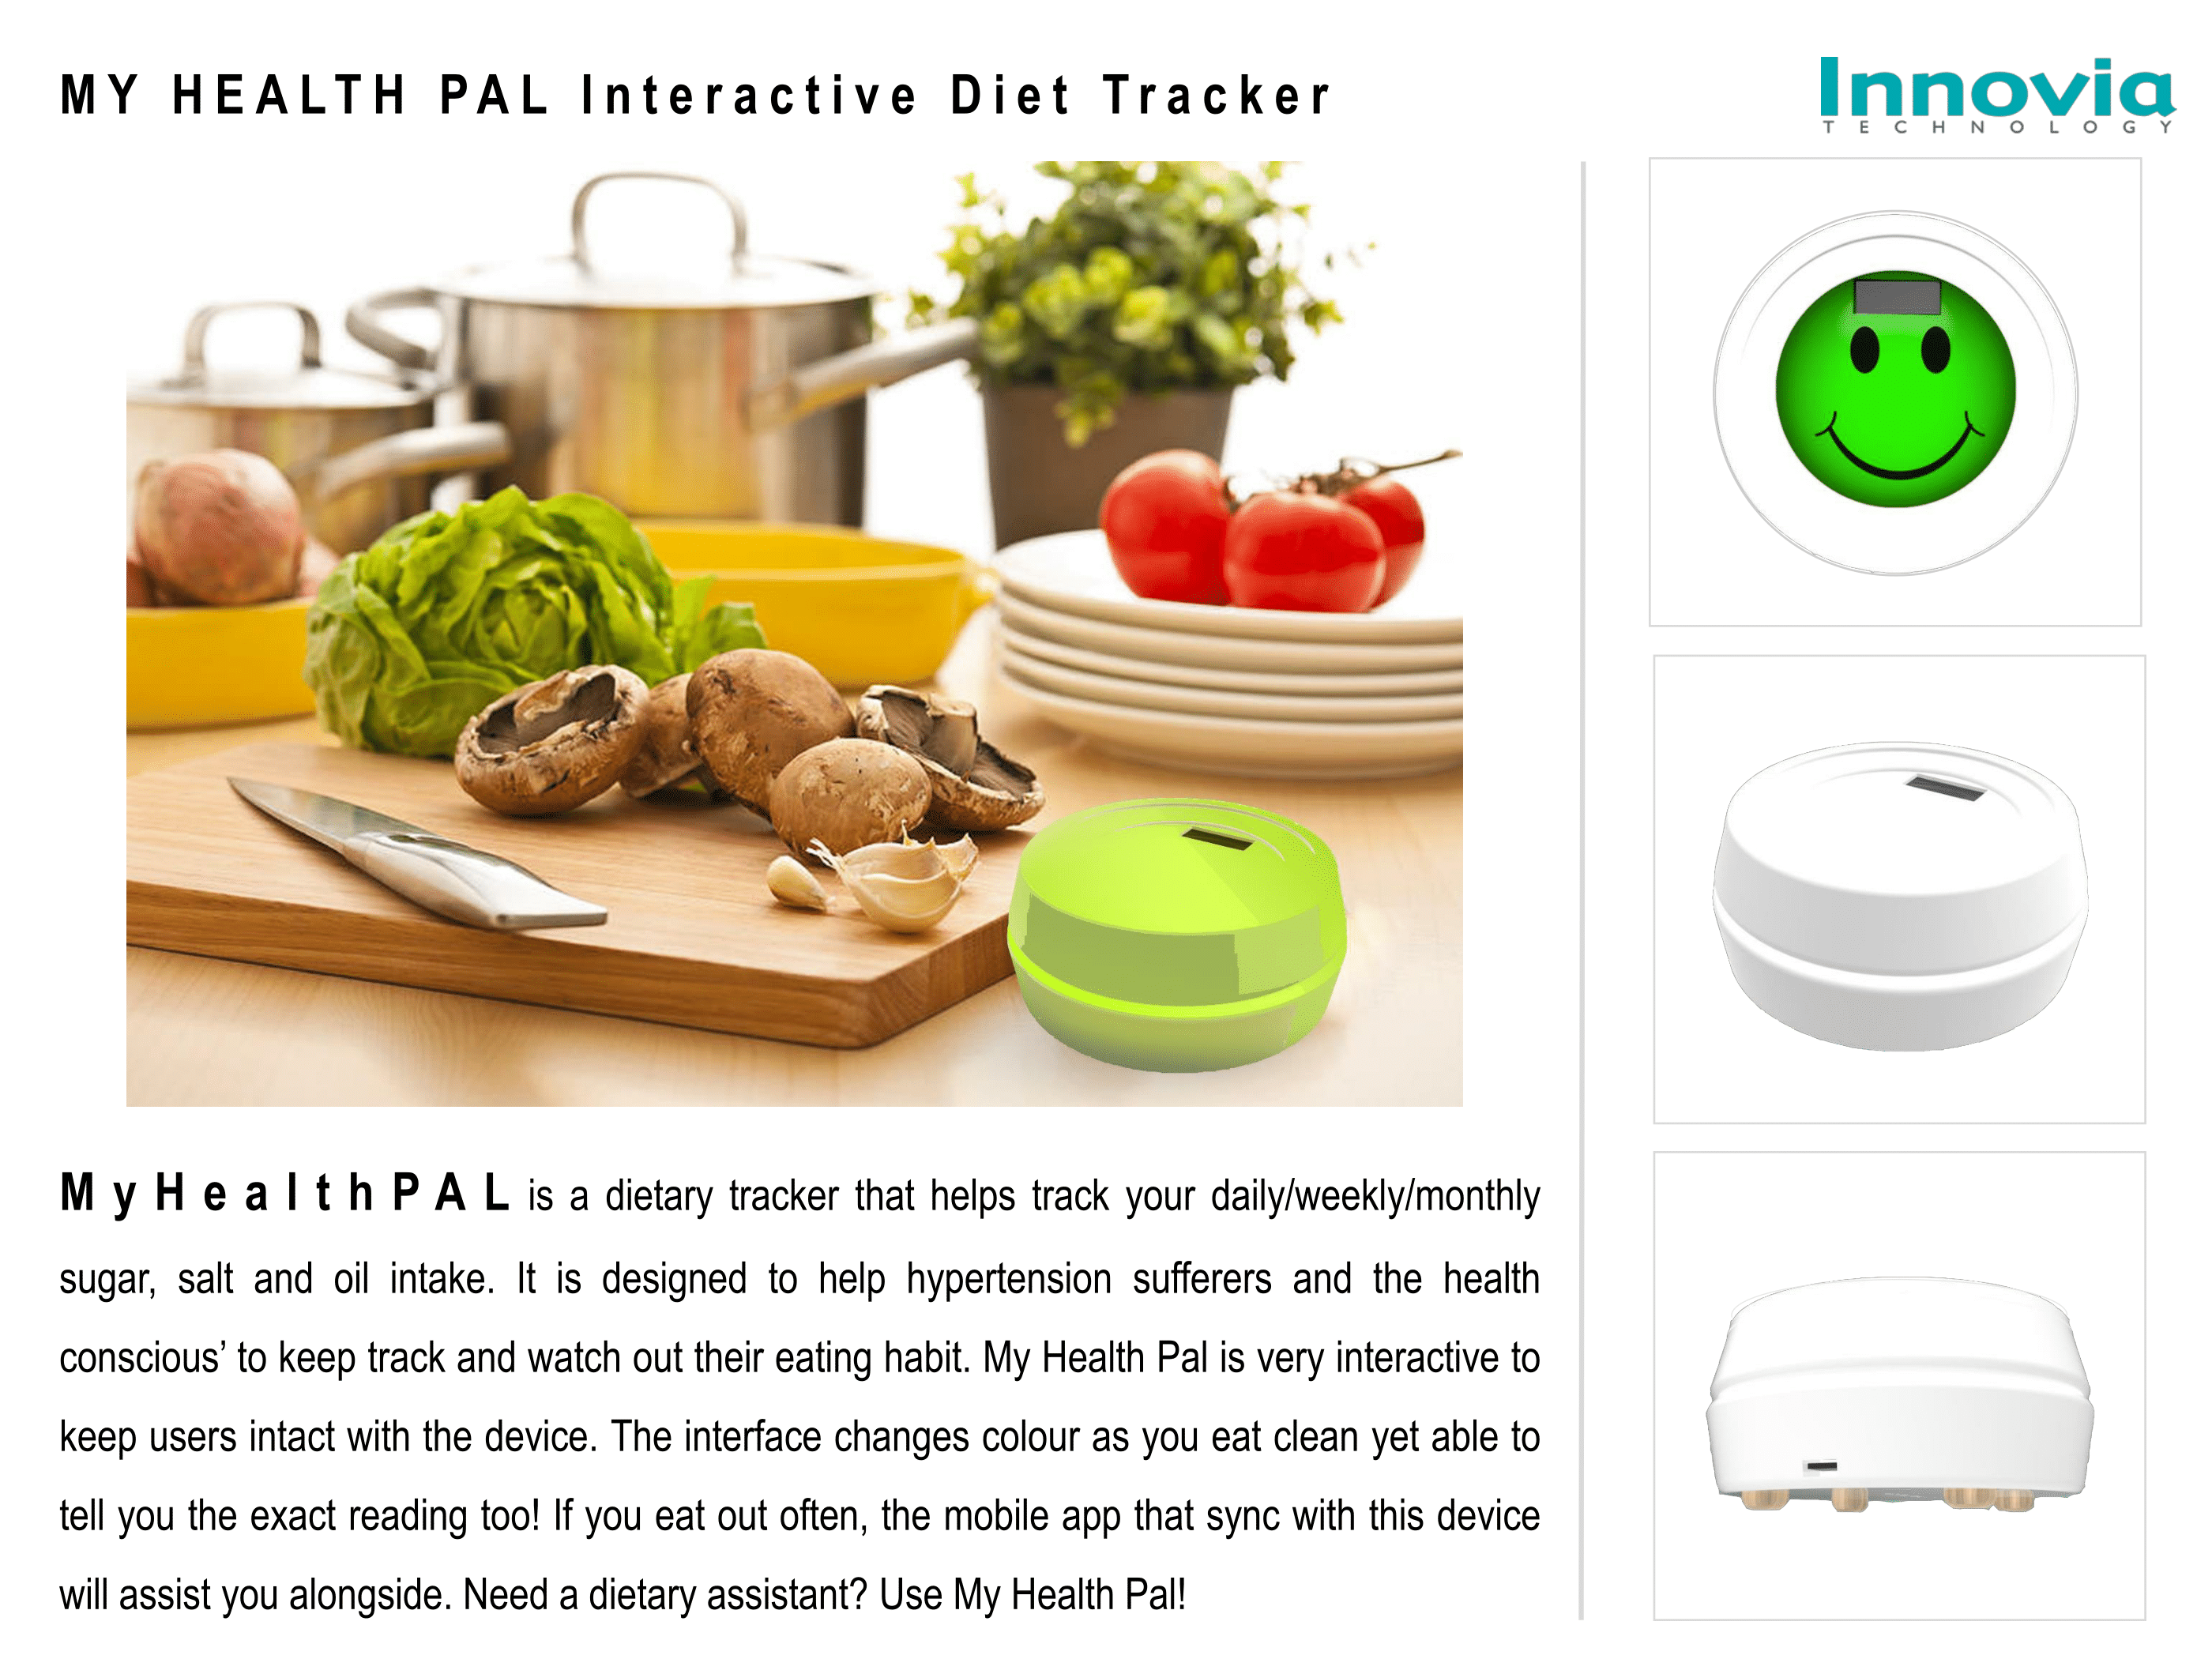 MY HEALTH PAL Interactive Diet Tracker
Innovia
TECHNOLOGY
MyHealthPAL is a dietary tracker that helps track your daily/weekly/monthly
sugar, salt and oil intake. It is designed to help hypertension sufferers and the health
conscious’ to keep track and watch out their eating habit. My Health Pal is very interactive to
keep users intact with the device. The interface changes colour as you eat clean yet able to
tell you the exact reading too! If you eat out often, the mobile app that sync with this device
will assist you alongside. Need a dietary assistant? Use My Health Pal!